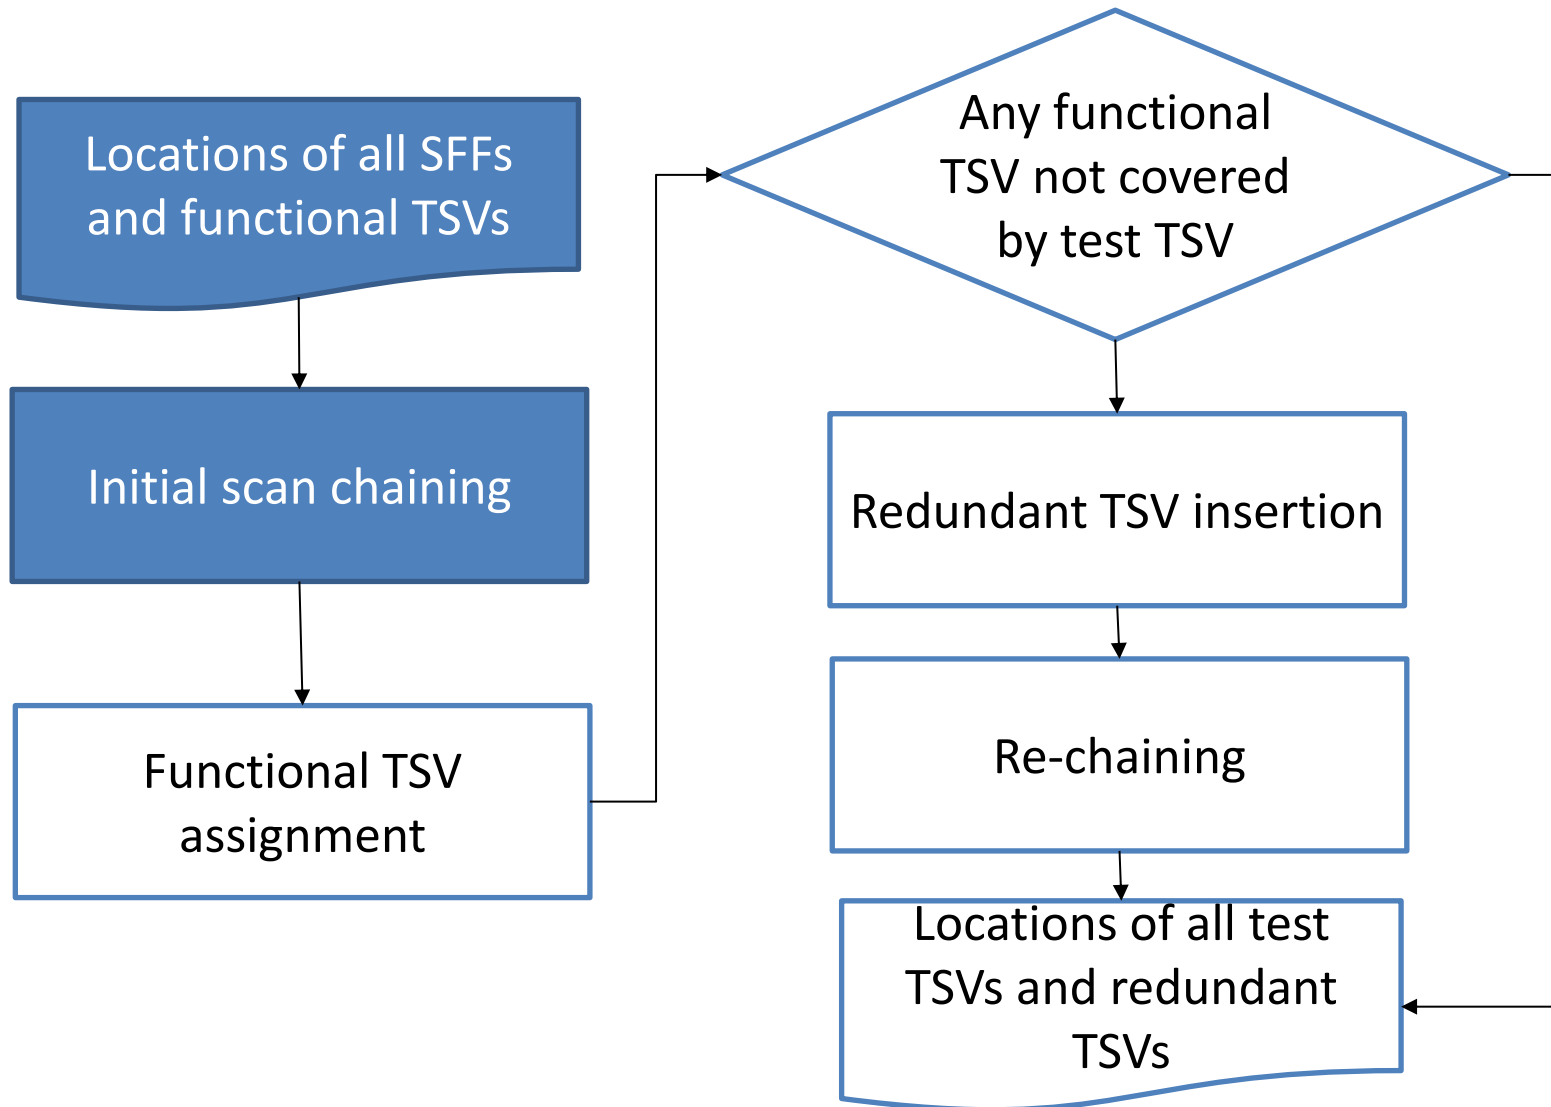 Locations of all SFFs
and functional TSVs
Initial scan chaining
Functional TSV
assignment
Any functional
TSV not covered
by test TSV
Redundant TSV insertion
Re-chaining
Locations of all test
TSVs and redundant
TSVs